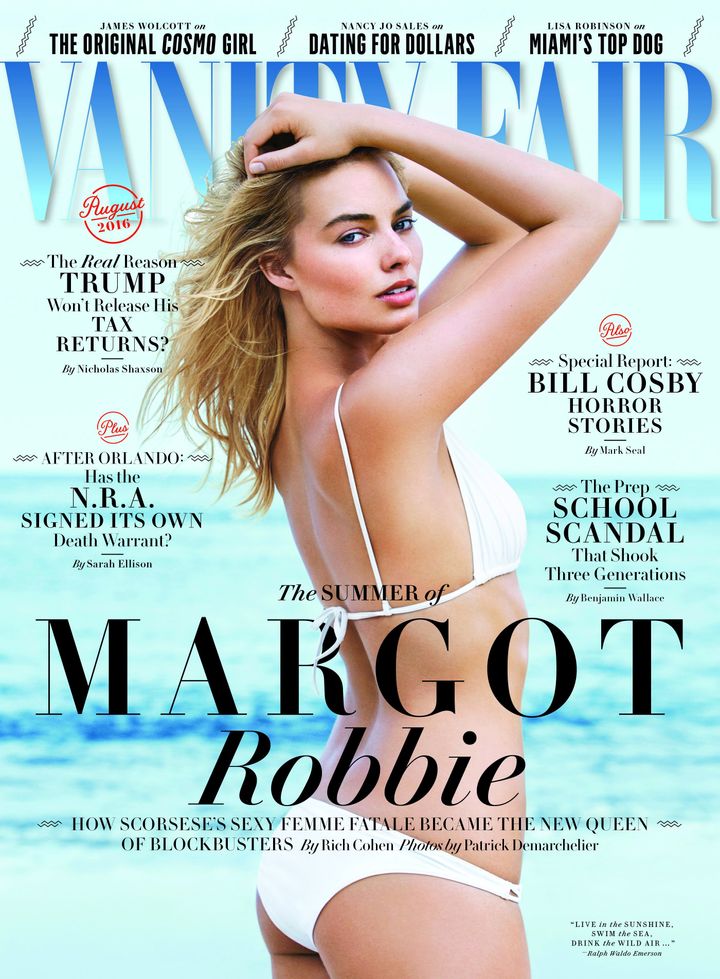 JAMES WOLCOTT on
THE ORIGINAL COSMO GIRL
NANCY JO SALES on
DATING FOR DOLLARS
LISA ROBINSON on
MIAMI'S TOP DOG
VANITY FAIR
August
2016
The Real Reason
TRUMP
Won't Release His
TAX
RETURNS?
By Nicholas Shaxson
Plus
AFTER ORLANDO:
Has the
N.R.A.
SIGNED ITS OWN
Death Warrant?
By Sarah Ellison
Also
Special Report:
BILL COSBY
HORROR
STORIES
By Mark Seal
The Prep
SCHOOL
SCANDAL
That Shook
Three Generations
By Benjamin Wallace
The SUMMER of
MARGOT
Robbie
HOW SCORSESE'S SEXY FEMME FATALE BECAME THE NEW QUEEN
OF BLOCKBUSTERS By Rich Cohen Photos by Patrick Demarchelier
"LIVE in the SUNSHINE,
SWIM the SEA,
DRINK the WILD AIR ..."
—Ralph Waldo Emerson